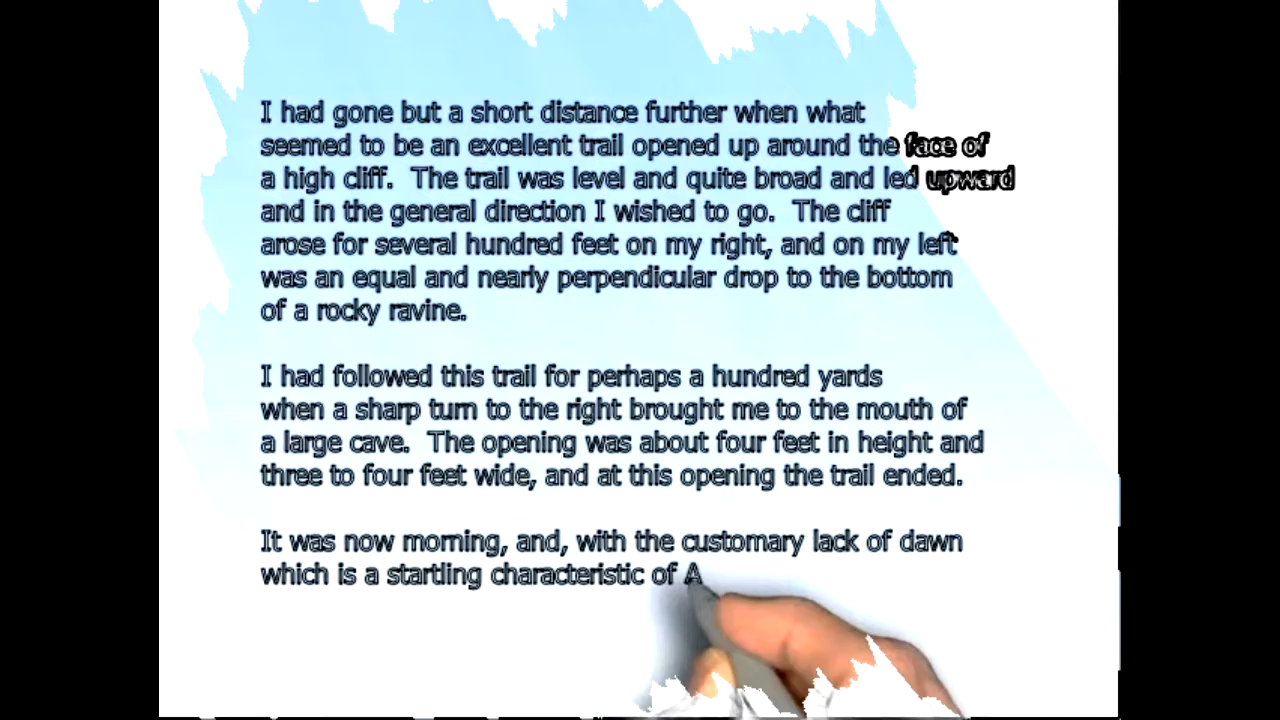 I had gone but a short distance further when what
seemed to be an excellent trail opened up around the face of
a high cliff. The trail was level and quite broad and led upward
and in the general direction I wished to go. The cliff
arose for several hundred feet on my right, and on my left
was an equal and nearly perpendicular drop to the bottom
of a rocky ravine.
I had followed this trail for perhaps a hundred yards
when a sharp turn to the right brought me to the mouth of
a large cave. The opening was about four feet in height and
three to four feet wide, and at this opening the trail ended.
It was now morning, and, with the customary lack of dawn
which is a startling characteristic of A